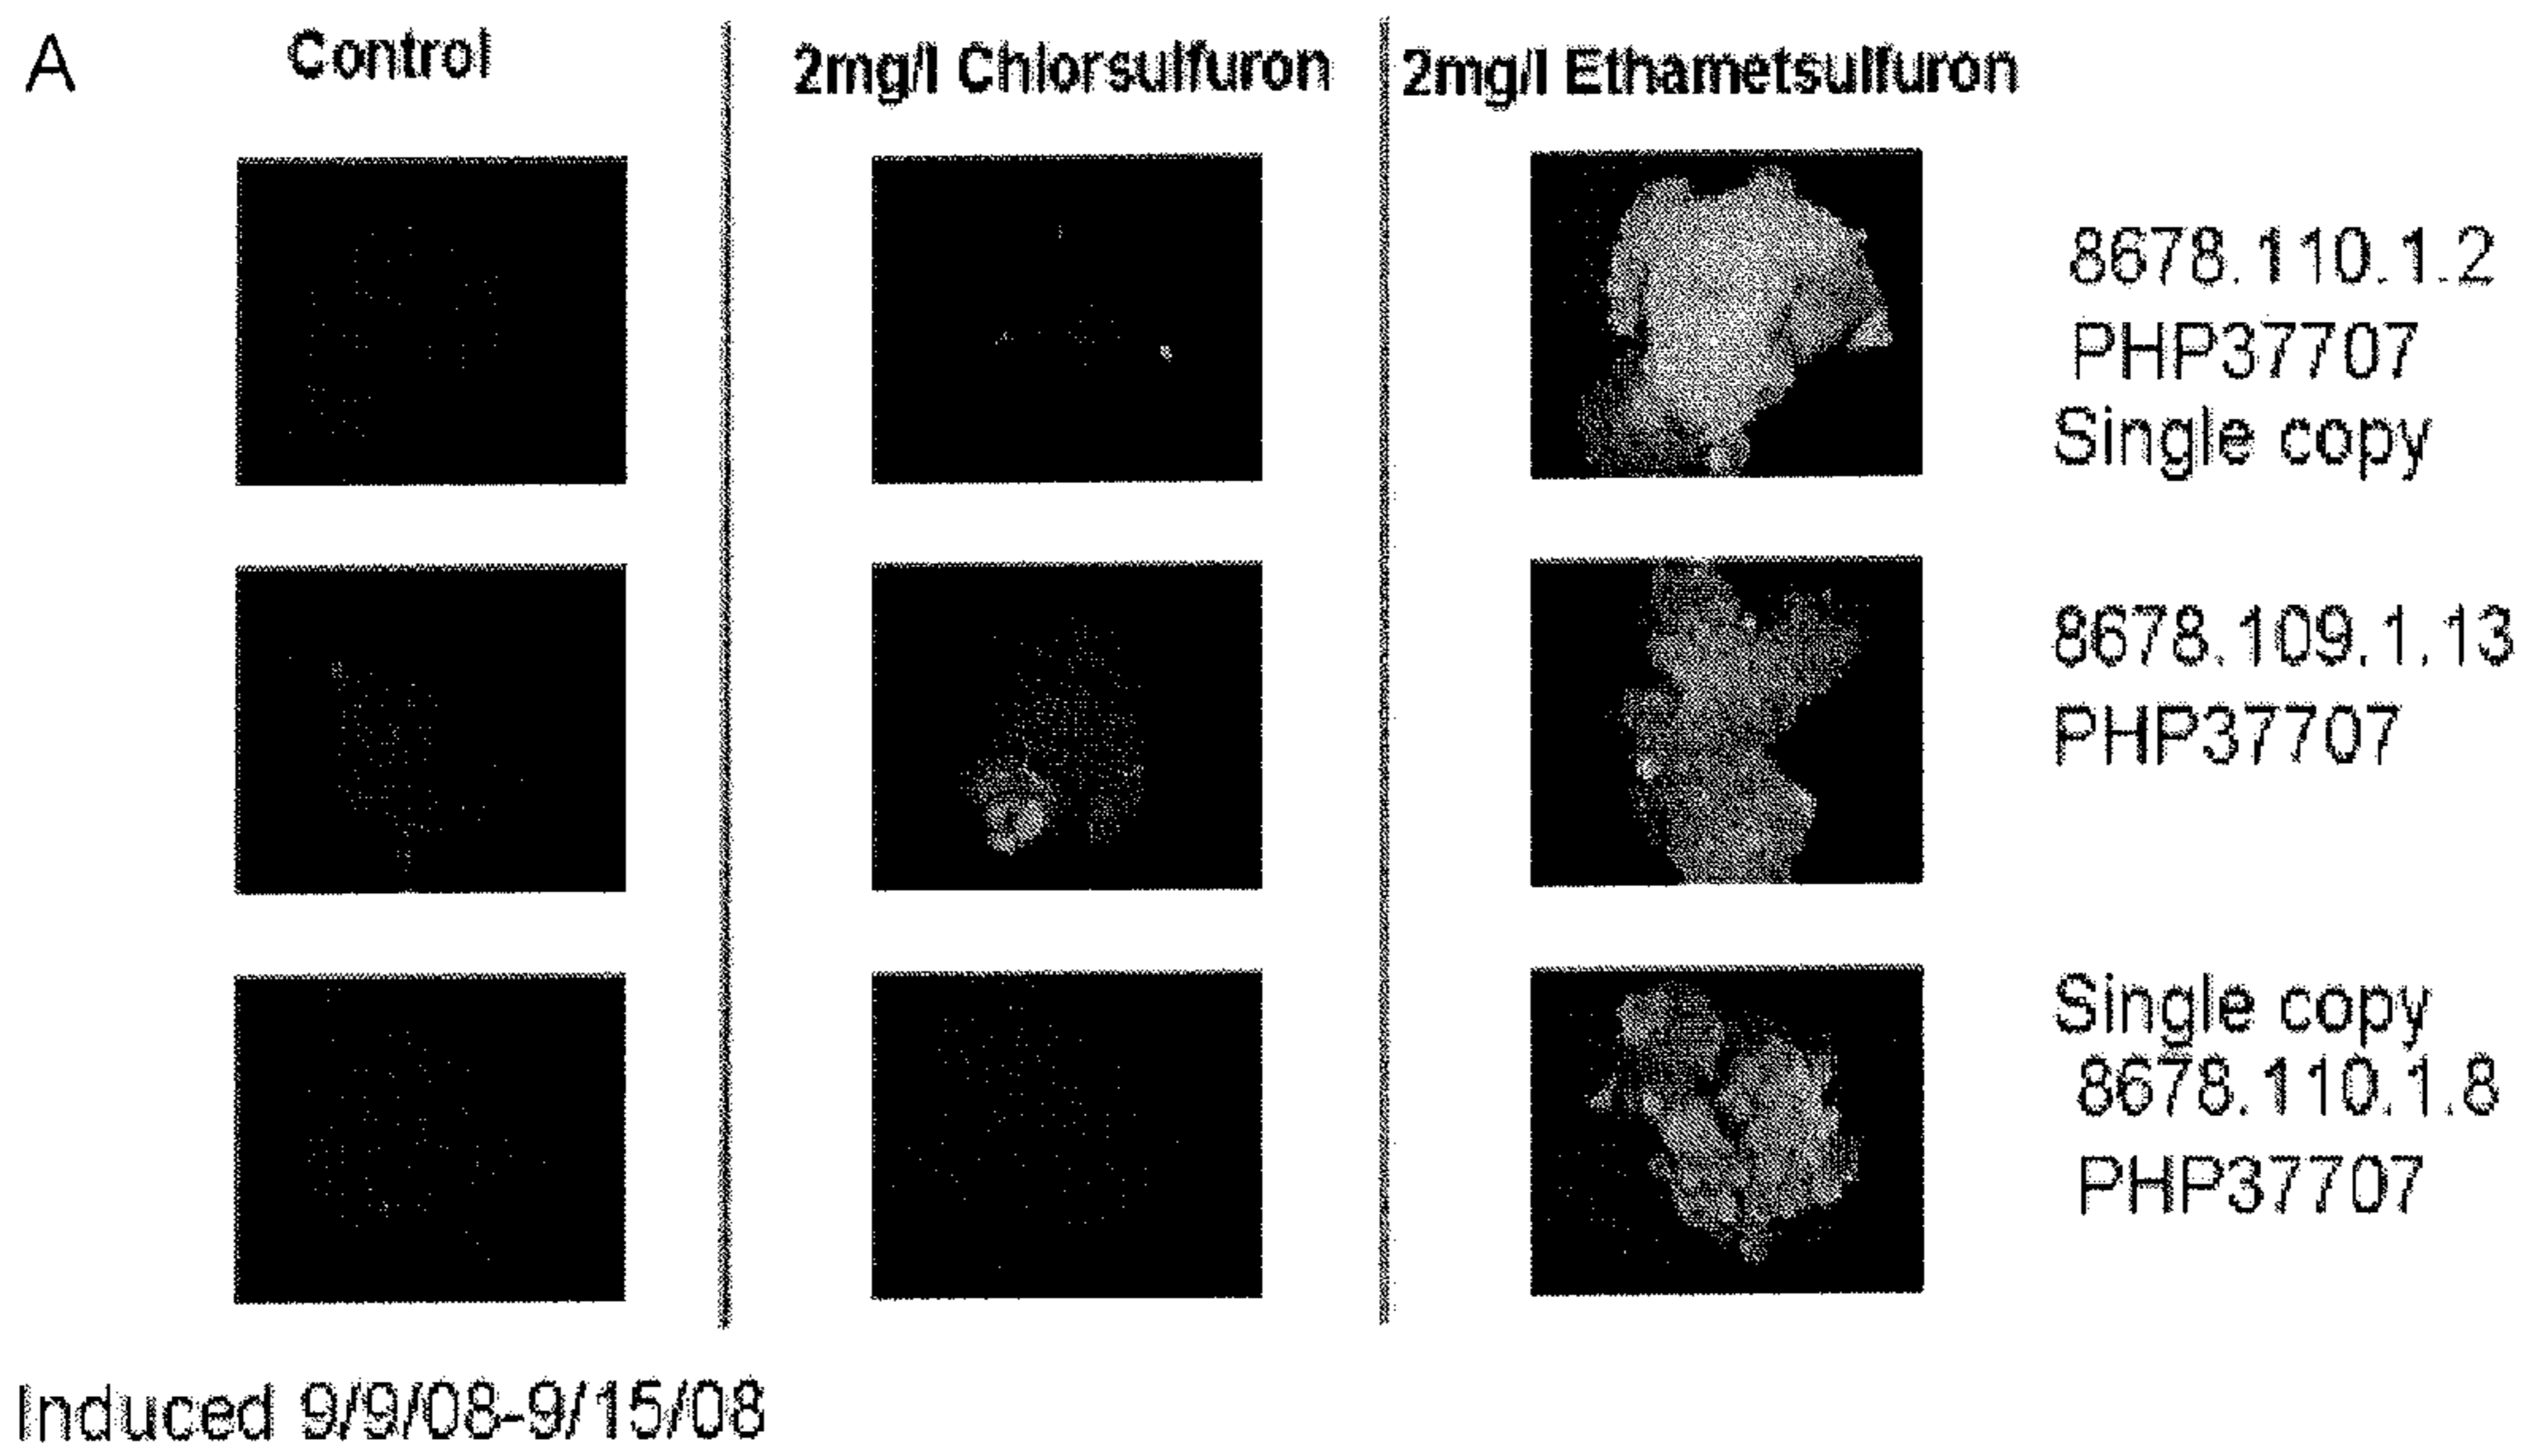 A
Control
2mg/l Chlorsulfuron
2mg/l Ethametsulfuron
8678.110.1.2
PHP37707
Single copy
8678.109.1.13
PHP37707
Single copy
8678.110.1.8
PHP37707
Induced 9/9/08-9/15/08